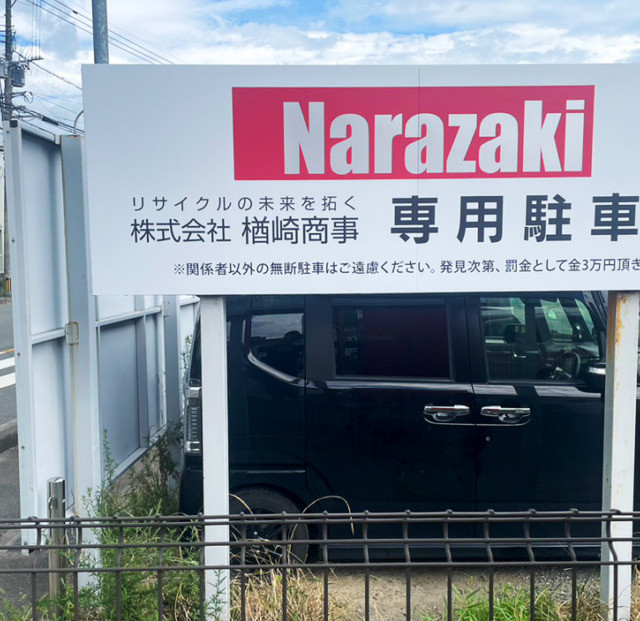 Narazaki
リサイクルの未来を拓く
株式会社 楢崎商事 専用駐車
※関係者以外の無断駐車はご遠慮ください。発見次第、罰金として金3万円頂き